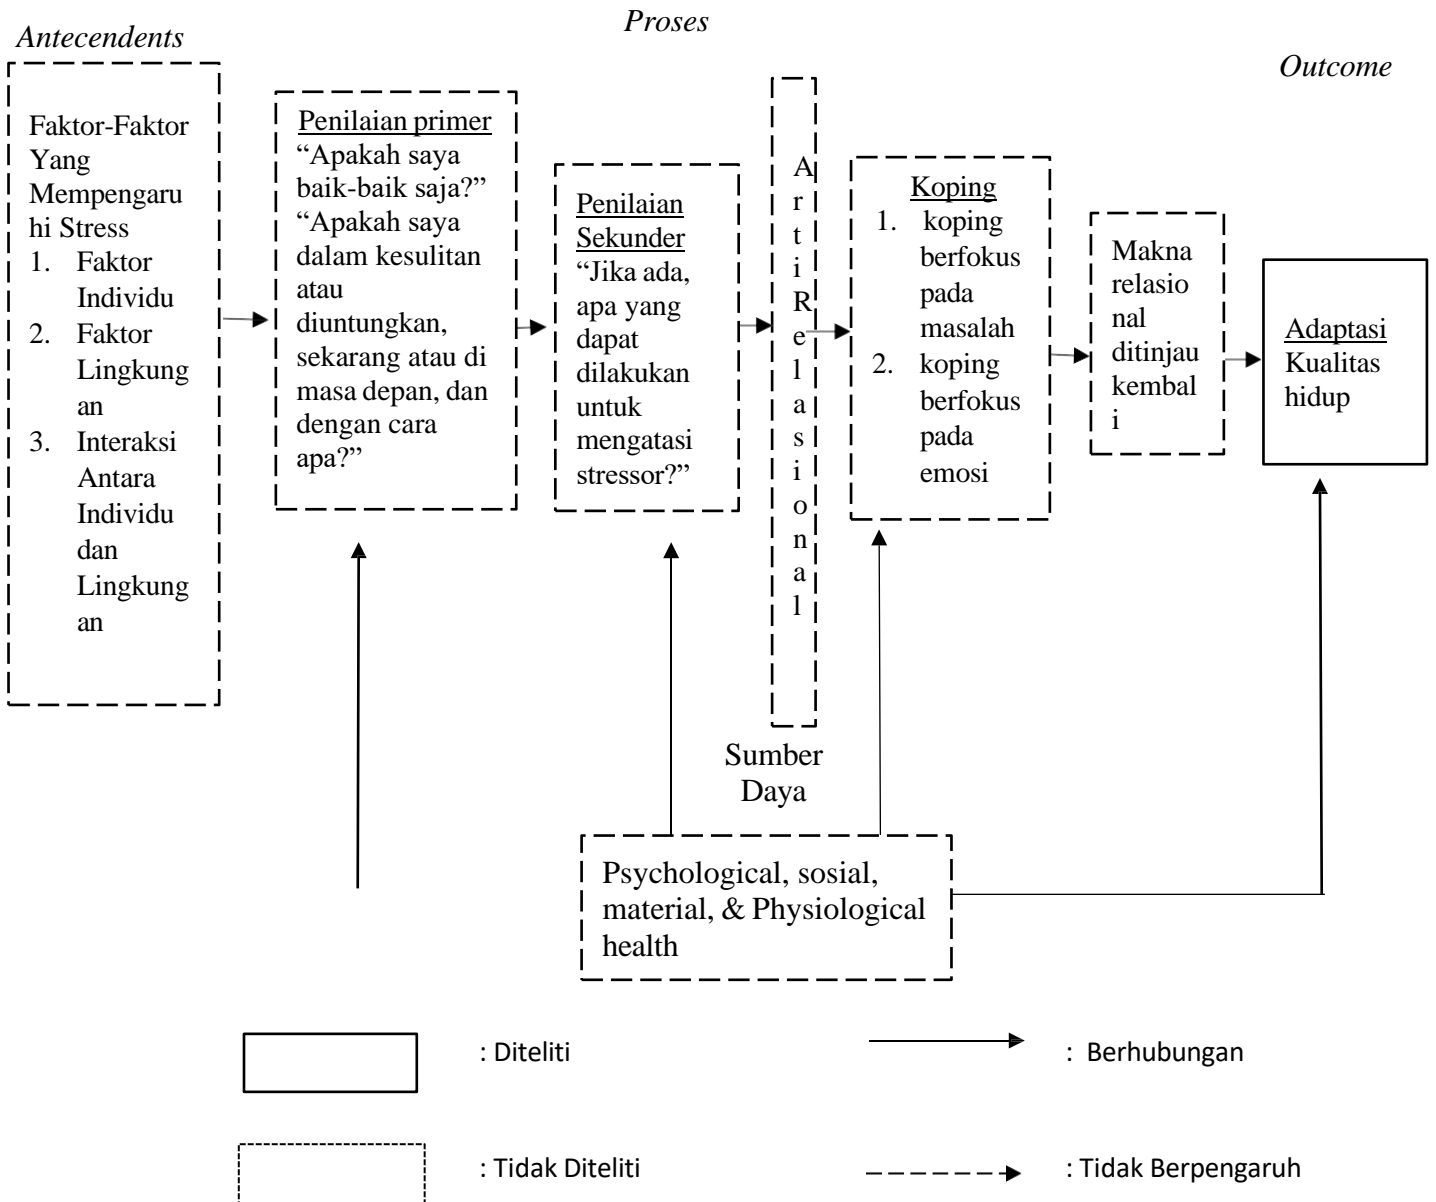 Antecendents
Proses
Outcome
Faktor-Faktor
Yang
Mempengaru
hi Stress
1. Faktor
Individu
2. Faktor
Lingkung
an
3. Interaksi
Antara
Individu
dan
Lingkung
an
Penilaian primer
“Apakah saya
baik-baik saja?”
“Apakah saya
dalam kesulitan
atau
diuntungkan,
sekarang atau di
masa depan, dan
dengan cara
apa?”
Penilaian
Sekunder
“Jika ada,
apa yang
dapat
dilakukan
untuk
mengatasi
stressor?”
A
r
t
i
R
e
l
a
s
i
o
n
a
l
Koping
1. koping
berfokus
pada
masalah
2. koping
berfokus
pada
emosi
Makna
relasio
nal
ditinjau
kembal
i
Adaptasi
Kualitas
hidup
Sumber
Daya
Psychological, sosial,
material, & Physiological
health
: Diteliti
: Berhubungan
: Tidak Diteliti
: Tidak Berpengaruh